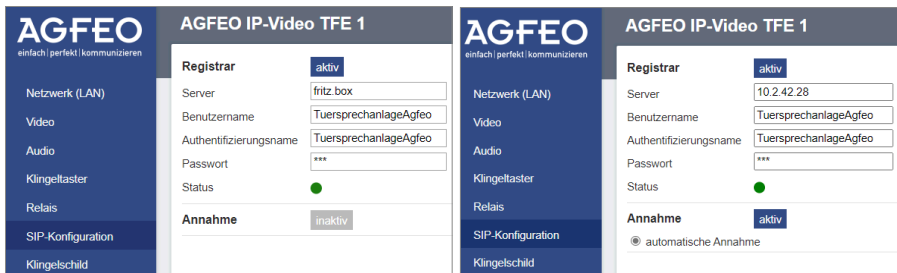 AGFEO
einfach|perfekt|kommunizieren
Netzwerk (LAN)
Video
Audio
Klingeltaster
Relais
SIP-Konfiguration
Klingelschild
AGFEO IP-Video TFE 1
Registrar aktiv
Server fritz.box
Benutzername TuersprechanlageAgfeo
Authentifizierungsname TuersprechanlageAgfeo
Passwort ***
Status
Annahme inaktiv
AGFEO
einfach|perfekt|kommunizieren
Netzwerk (LAN)
Video
Audio
Klingeltaster
Relais
SIP-Konfiguration
Klingelschild
AGFEO IP-Video TFE 1
Registrar aktiv
Server 10.2.42.28
Benutzername TuersprechanlageAgfeo
Authentifizierungsname TuersprechanlageAgfeo
Passwort ***
Status
Annahme aktiv
automatische Annahme